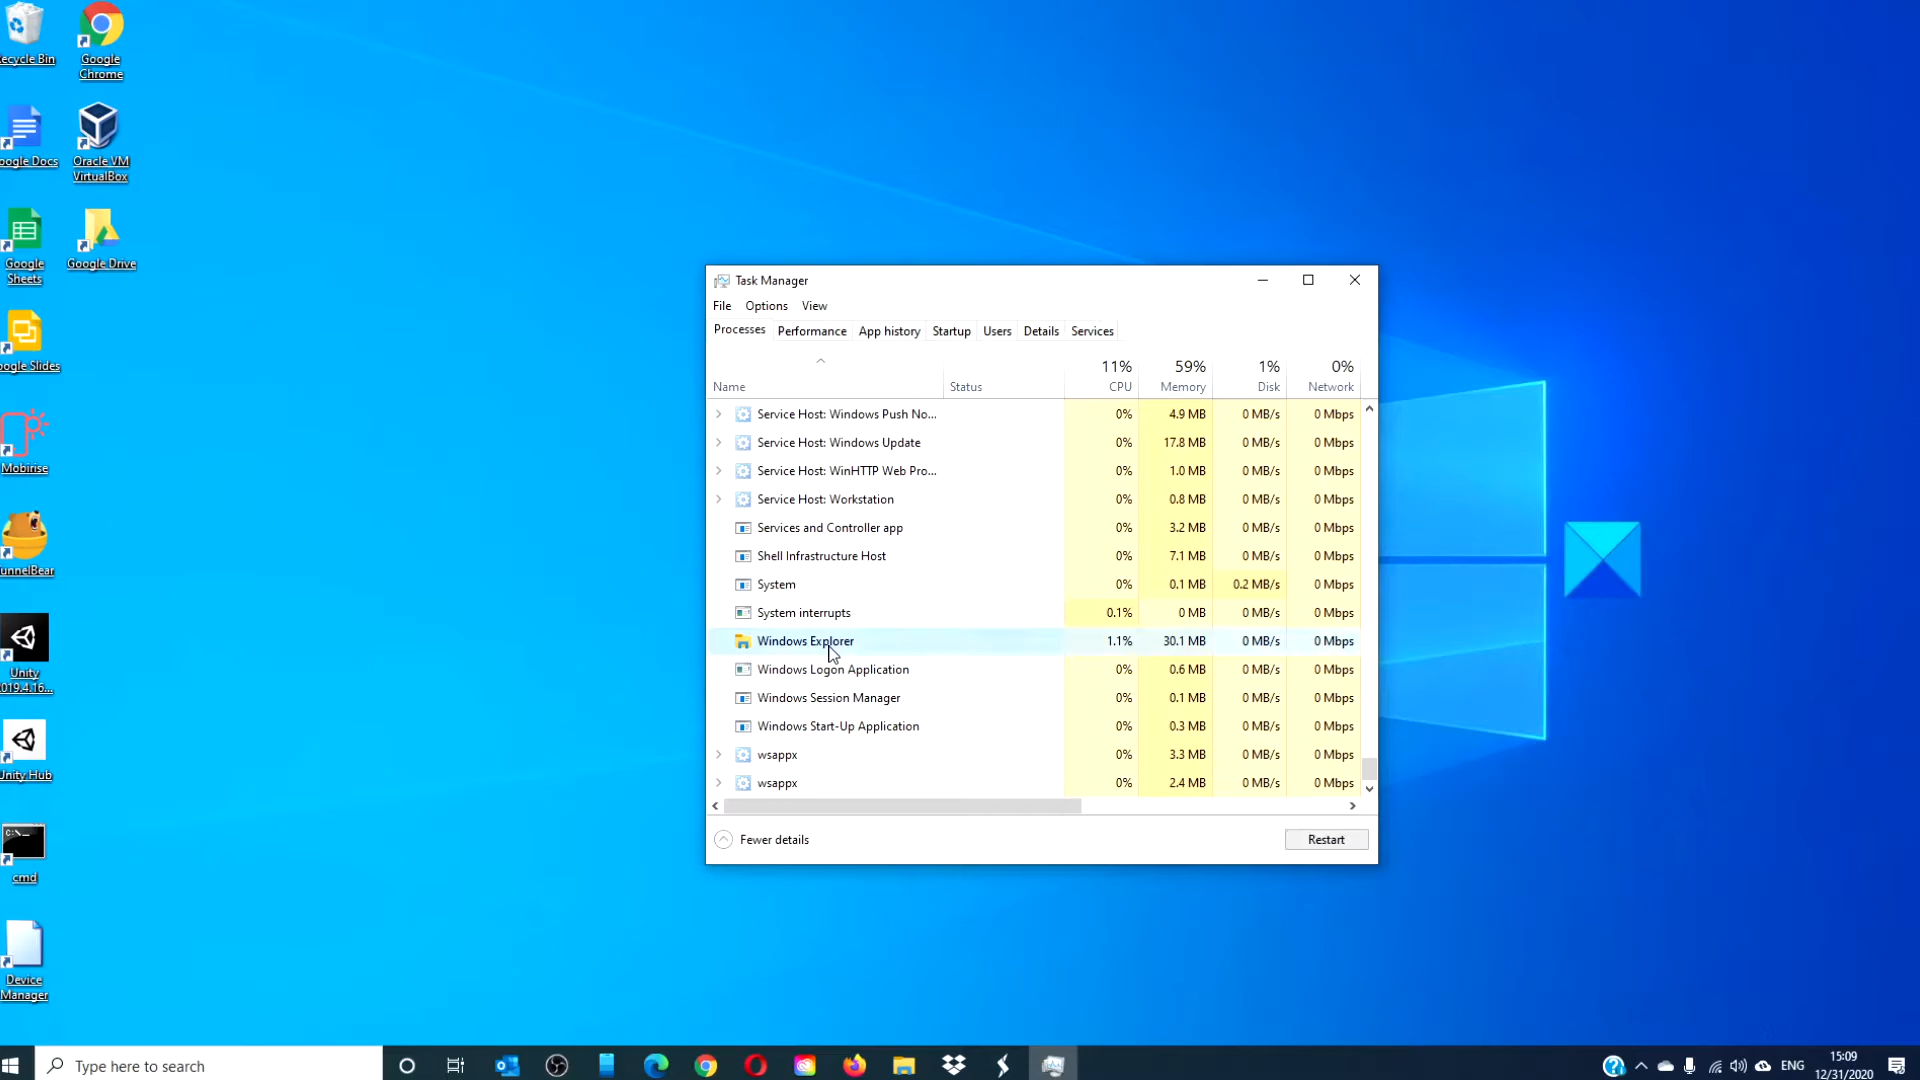 ecycle Bin
Google
Chrome
oogle Docs
Oracle VM
VirtualBox
Google
Sheets
Google Drive
oogle Slides
Mobirise
unnelBear
Unity
2019.4.16...
Unity Hub
C:\>_
cmd
Device
Manager
Task Manager
File Options View
Processes Performance App history Startup Users Details Services
11% 59% 1% 0%
Name Status CPU Memory Disk Network
Service Host: Windows Push No... 0% 4.9 MB 0 MB/s 0 Mbps
Service Host: Windows Update 0% 17.8 MB 0 MB/s 0 Mbps
Service Host: WinHTTP Web Pro... 0% 1.0 MB 0 MB/s 0 Mbps
Service Host: Workstation 0% 0.8 MB 0 MB/s 0 Mbps
Services and Controller app 0% 3.2 MB 0 MB/s 0 Mbps
Shell Infrastructure Host 0% 7.1 MB 0 MB/s 0 Mbps
System 0% 0.1 MB 0.2 MB/s 0 Mbps
System interrupts 0.1% 0 MB 0 MB/s 0 Mbps
Windows Explorer 1.1% 30.1 MB 0 MB/s 0 Mbps
Windows Logon Application 0% 0.6 MB 0 MB/s 0 Mbps
Windows Session Manager 0% 0.1 MB 0 MB/s 0 Mbps
Windows Start-Up Application 0% 0.3 MB 0 MB/s 0 Mbps
wsappx 0% 3.3 MB 0 MB/s 0 Mbps
wsappx 0% 2.4 MB 0 MB/s 0 Mbps
Fewer details Restart
Type here to search
ENG
15:09
12/31/2020